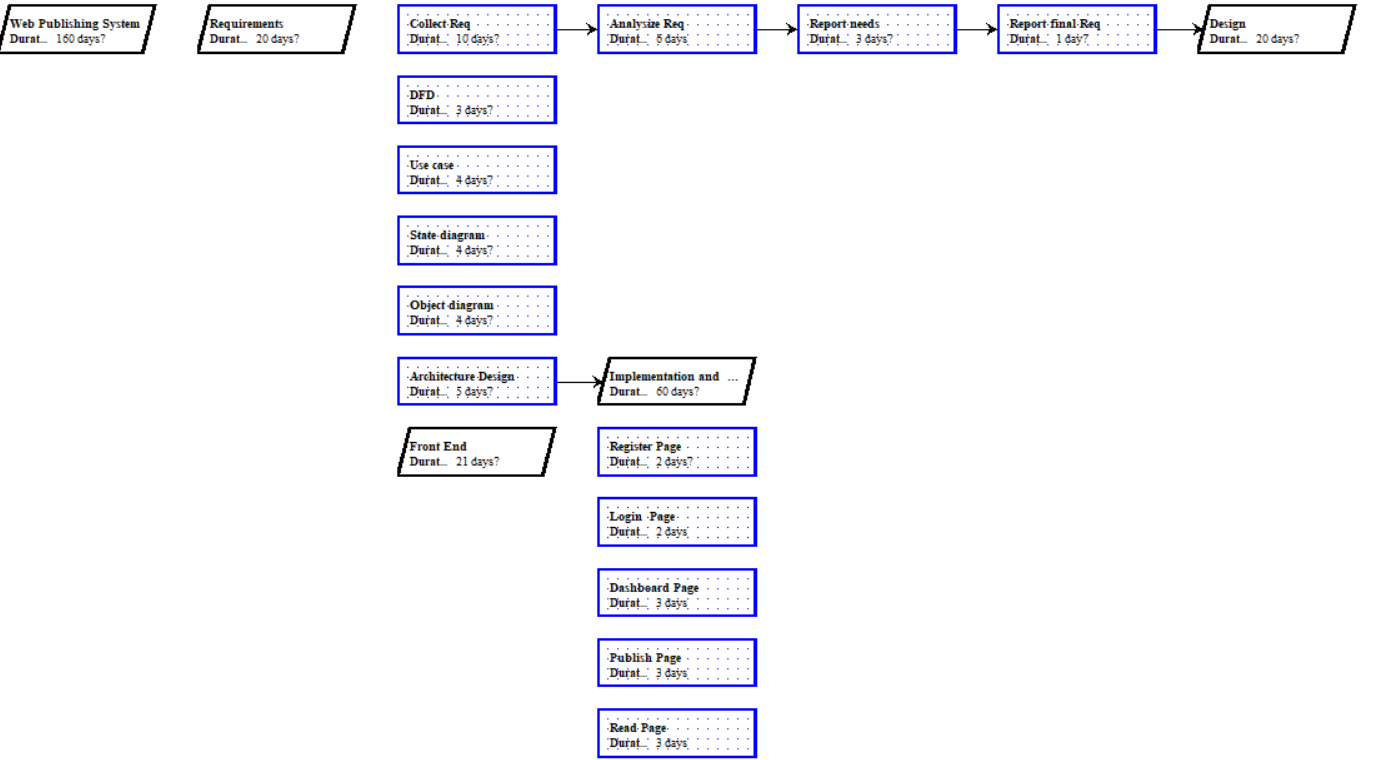 Web Publishing System
Durat... 160 days?
Requirements
Durat... 20 days?
Collect Req
Durat... 10 days?
Analysize Req
Durat... 6 days
Report needs
Durat... 3 days?
Report final Req
Durat... 1 day?
Design
Durat... 20 days?
DFD
Durat... 3 days?
Use case
Durat... 4 days?
State diagram
Durat... 4 days?
Object diagram
Durat... 4 days?
Architecture Design
Durat... 5 days?
Implementation and ...
Durat... 60 days?
Front End
Durat... 21 days?
Register Page
Durat... 2 days?
Login Page
Durat... 2 days
Dashboard Page
Durat... 3 days
Publish Page
Durat... 3 days
Read Page
Durat... 3 days